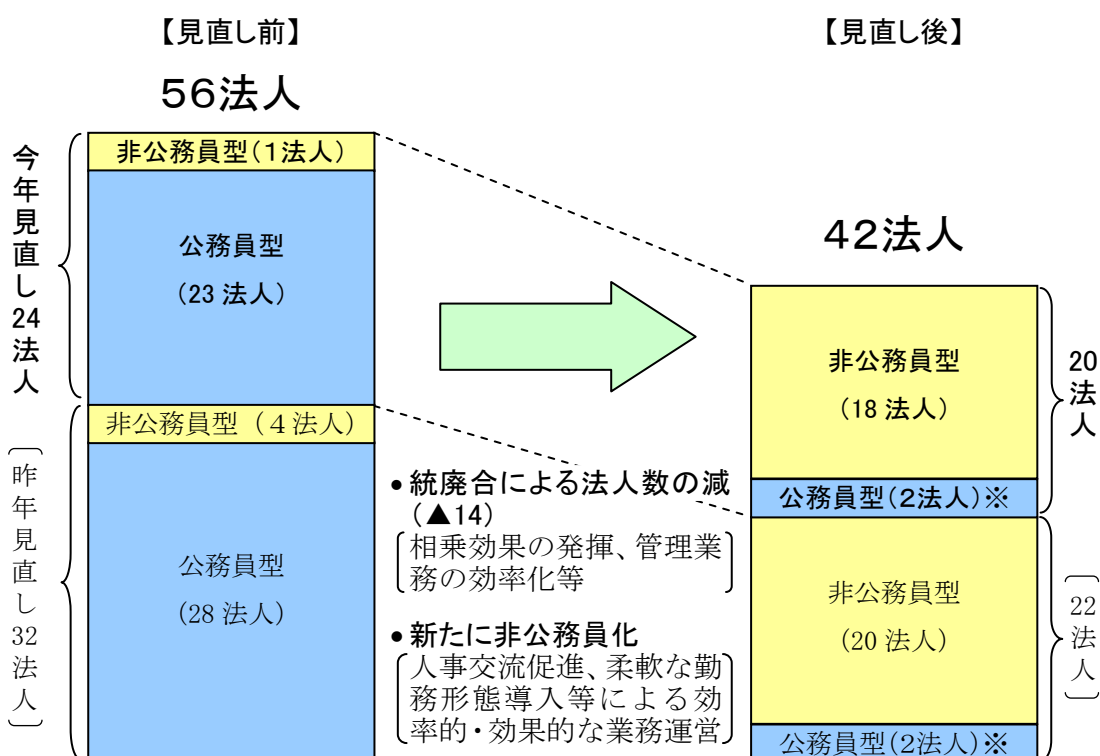 【見直し前】
56法人
今年見直し24法人
非公務員型(1法人)
公務員型
(23 法人)
〔昨年見直し32法人〕
非公務員型（４法人）
公務員型
(28 法人)
• 統廃合による法人数の減
(▲14)
相乗効果の発揮、管理業
務の効率化等
• 新たに非公務員化
人事交流促進、柔軟な勤
務形態導入等による効
率的・効果的な業務運営
【見直し後】
42法人
非公務員型
(18 法人)
公務員型(2法人)※
20法人
非公務員型
(20 法人)
公務員型(2法人)※
〔22法人〕